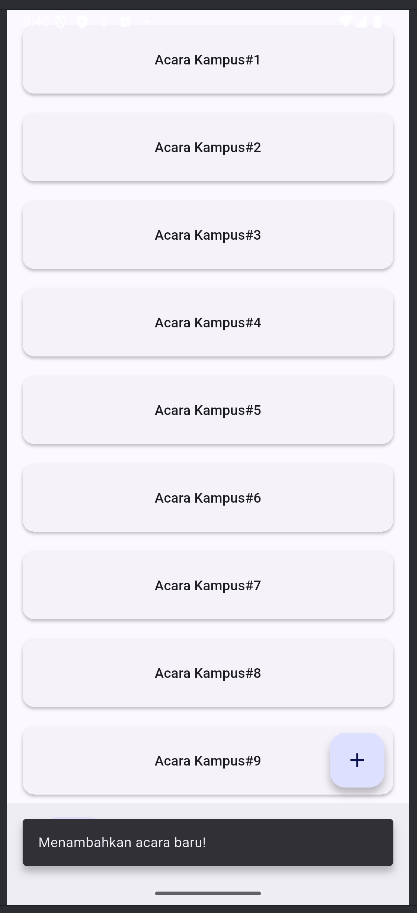 Acara Kampus#1
Acara Kampus#2
Acara Kampus#3
Acara Kampus#4
Acara Kampus#5
Acara Kampus#6
Acara Kampus#7
Acara Kampus#8
Acara Kampus#9
+
Menambahkan acara baru!